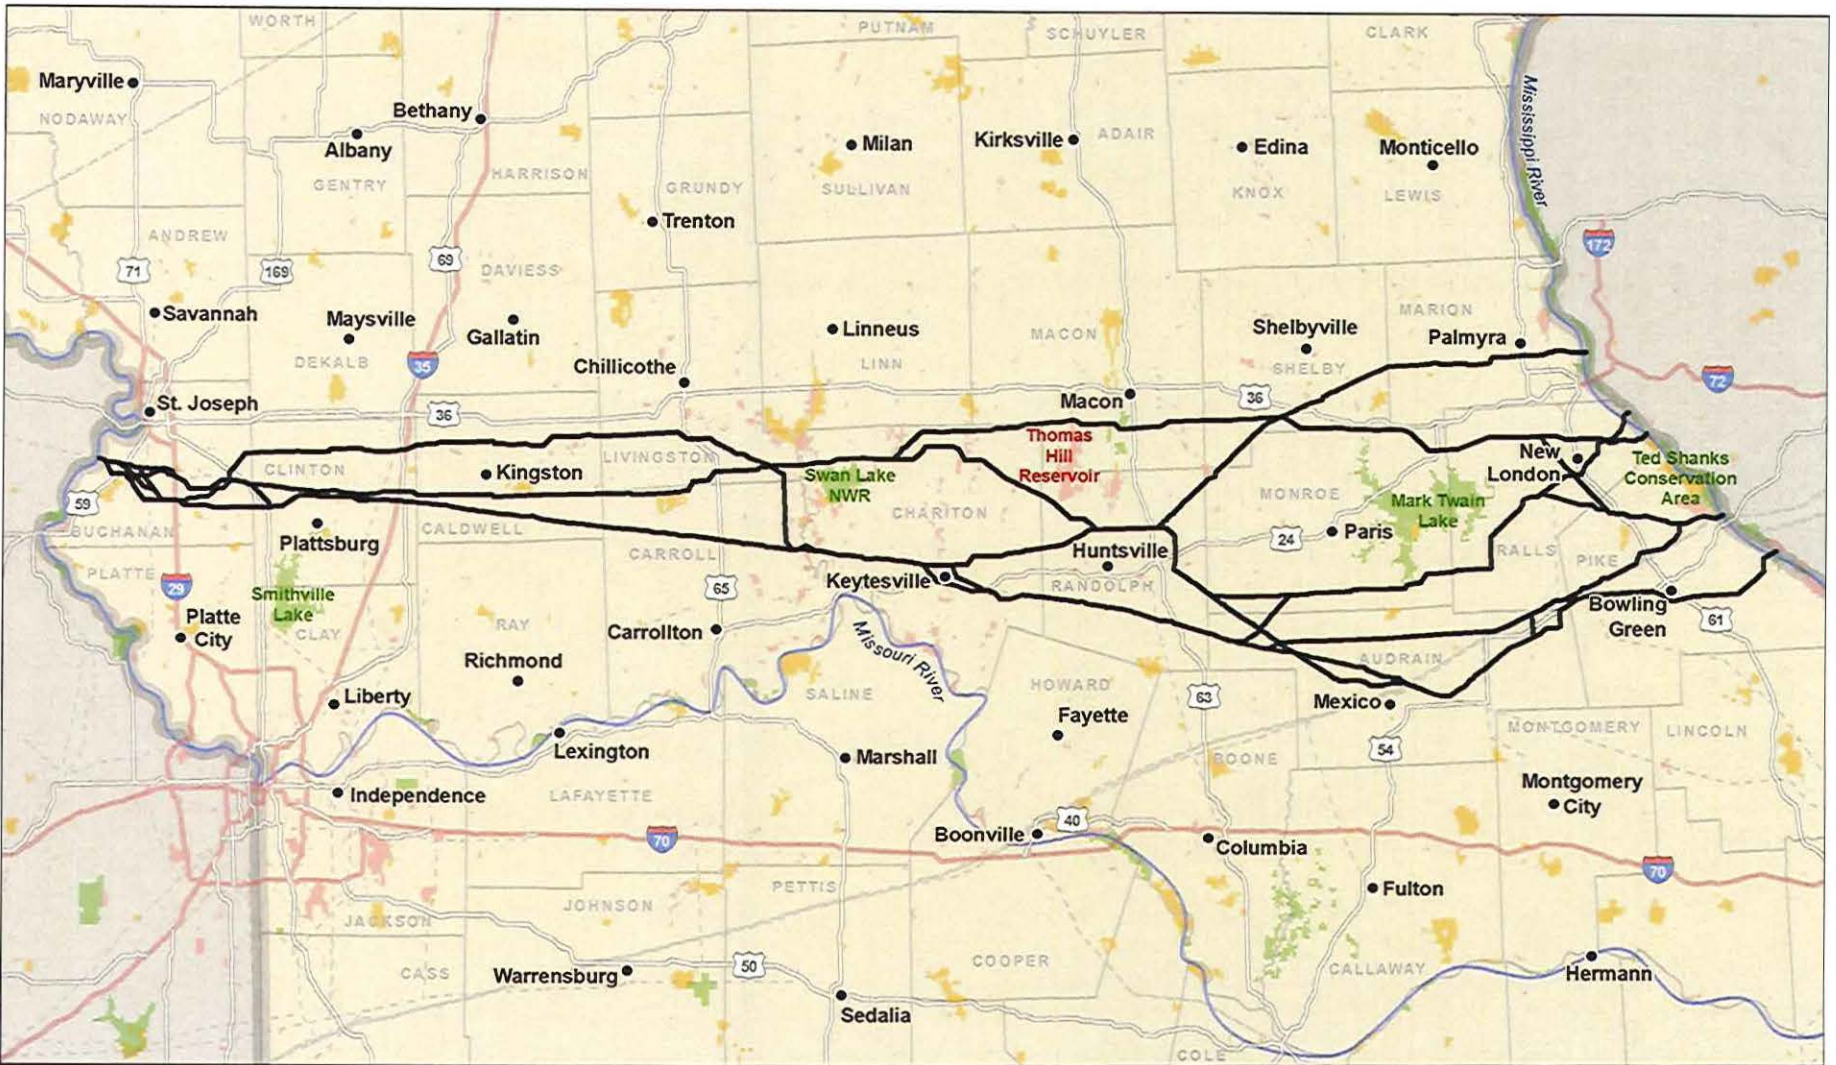 WORTH
PUTNAM
SCHUYLER
CLARK
Maryville
NODAWAY
Bethany
Albany
GENTRY
HARRISON
GRUNDY
Trenton
Milan
SULLIVAN
Kirksville
ADAIR
Edina
KNOX
Monticello
LEWIS
Mississippi River
172
ANDREW
71
169
69
DAVIESS
Savannah
Maysville
DEKALB
Gallatin
35
Chillicothe
Linneus
LINN
MACON
Macon
Shelbyville
SHELBY
MARION
Palmyra
72
St. Joseph
36
36
CLINTON
Kingston
LIVINGSTON
Swan Lake
NWR
Thomas
Hill
Reservoir
CHARITON
MONROE
Mark Twain
Lake
New
London
Ted Shanks
Conservation
Area
59
BUCHANAN
Plattsburg
CALDWELL
CARROLL
Huntsville
24
Paris
RALLS
PIKE
PLATTE
29
Smithville
Lake
65
Keytesville
RANDOLPH
Bowling
Green
61
Platte
City
CLAY
RAY
Carrollton
Missouri River
AUDRAIN
Richmond
Liberty
SALINE
HOWARD
Fayette
63
Mexico
54
MONTGOMERY
LINCOLN
Lexington
Marshall
BOONE
Montgomery
City
Independence
LAFAYETTE
70
Boonville
40
Columbia
70
Fulton
PETTIS
JOHNSON
JACKSON
CASS
Warrensburg
50
COOPER
CALLAWAY
Hermann
Sedalia
COLE